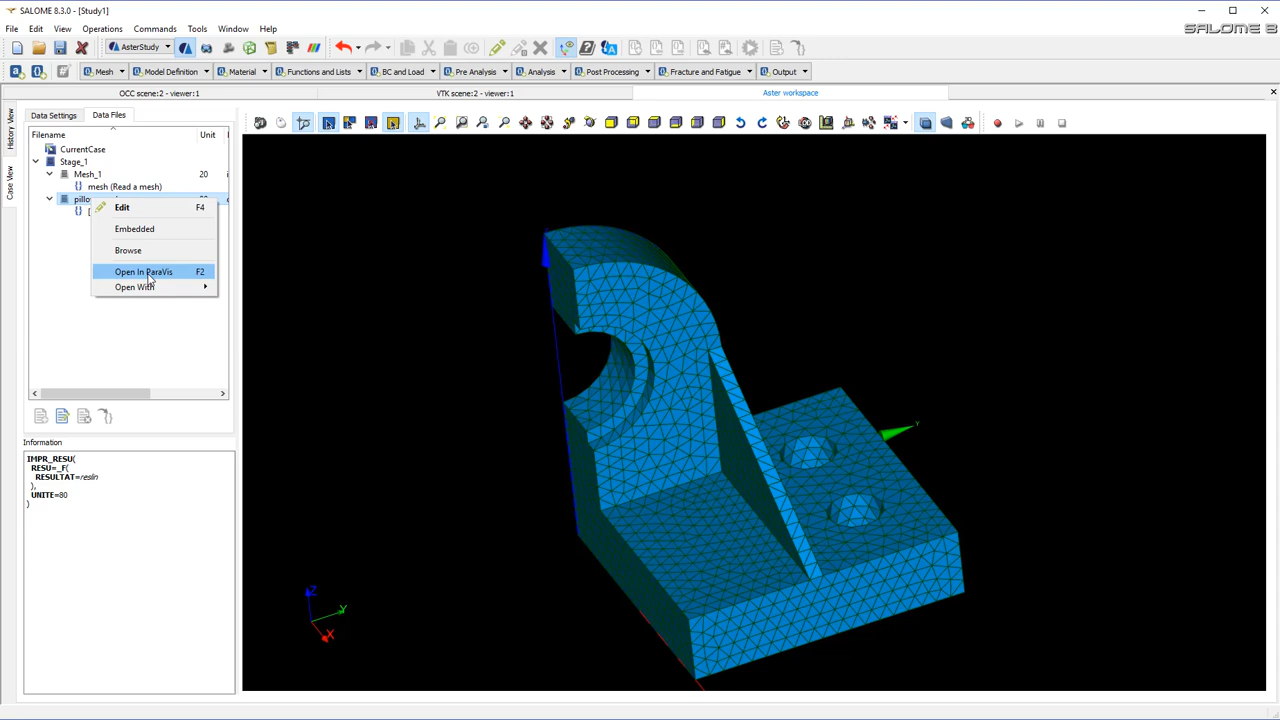 SALOME 8.3.0 - [Study1]
File Edit View Operations Commands Tools Window Help
SALOME 8
AsterStudy
Mesh Model Definition Material Functions and Lists BC and Load Pre Analysis Analysis Post Processing Fracture and Fatigue Output
OCC scene:2 - viewer:1 VTK scene:2 - viewer:1 Aster workspace
History View
Case View
Data Settings Data Files
Filename Unit
CurrentCase
Stage_1
Mesh_1 20
mesh (Read a mesh)
Edit F4
Embedded
Browse
Open In ParaVis F2
Open With
Information
IMPR_RESU(
RESU=_F(
RESULTAT=resln
),
UNITE=80
)
Y
Z
Y
X